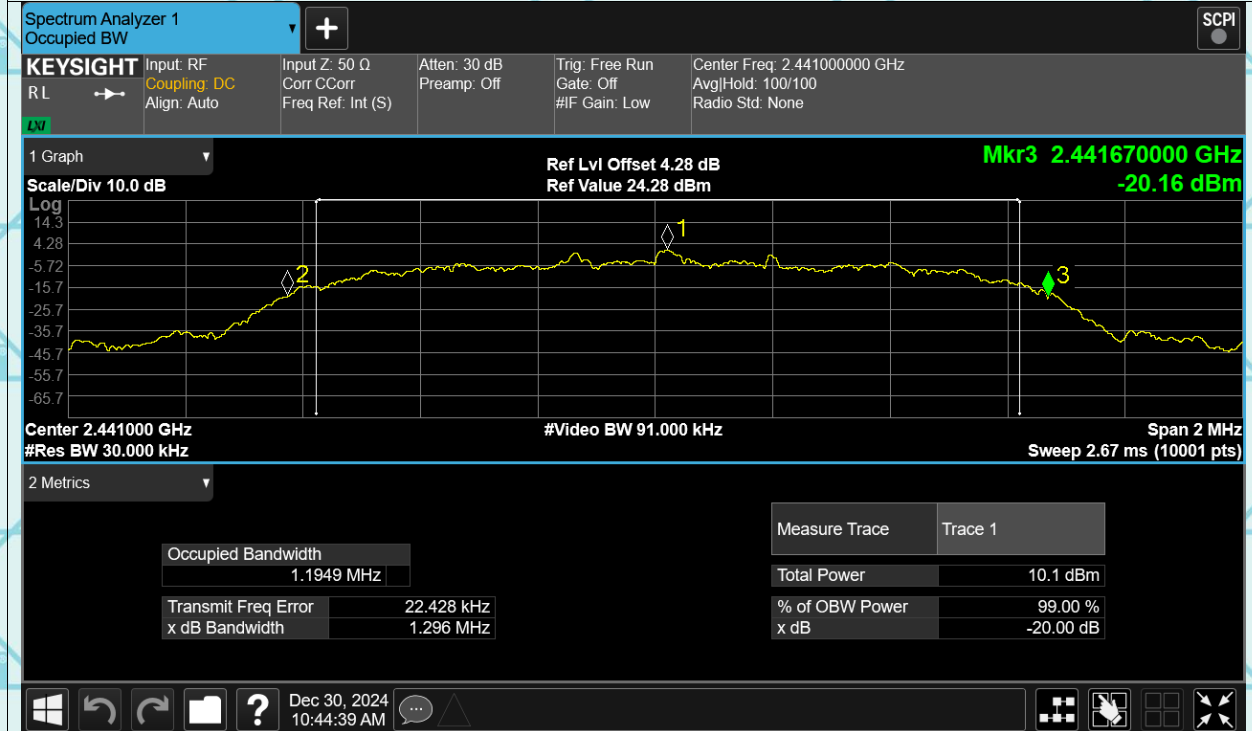 Spectrum Analyzer 1
Occupied BW
SCPI
KEYSIGHT
RL
LXI
Input: RF
Coupling: DC
Align: Auto
Input Z: 50 Ω
Corr CCorr
Freq Ref: Int (S)
Atten: 30 dB
Preamp: Off
Trig: Free Run
Gate: Off
#IF Gain: Low
Center Freq: 2.441000000 GHz
Avg|Hold: 100/100
Radio Std: None
1 Graph
Scale/Div 10.0 dB
Ref Lvl Offset 4.28 dB
Ref Value 24.28 dBm
Mkr3 2.441670000 GHz
-20.16 dBm
Log
14.3
4.28
-5.72
-15.7
-25.7
-35.7
-45.7
-55.7
-65.7
1
2
3
Center 2.441000 GHz
#Video BW 91.000 kHz
Span 2 MHz
#Res BW 30.000 kHz
Sweep 2.67 ms (10001 pts)
2 Metrics
Measure Trace Trace 1
Occupied Bandwidth
1.1949 MHz
Total Power 10.1 dBm
Transmit Freq Error 22.428 kHz
% of OBW Power 99.00 %
x dB Bandwidth 1.296 MHz
x dB -20.00 dB
?
Dec 30, 2024
10:44:39 AM